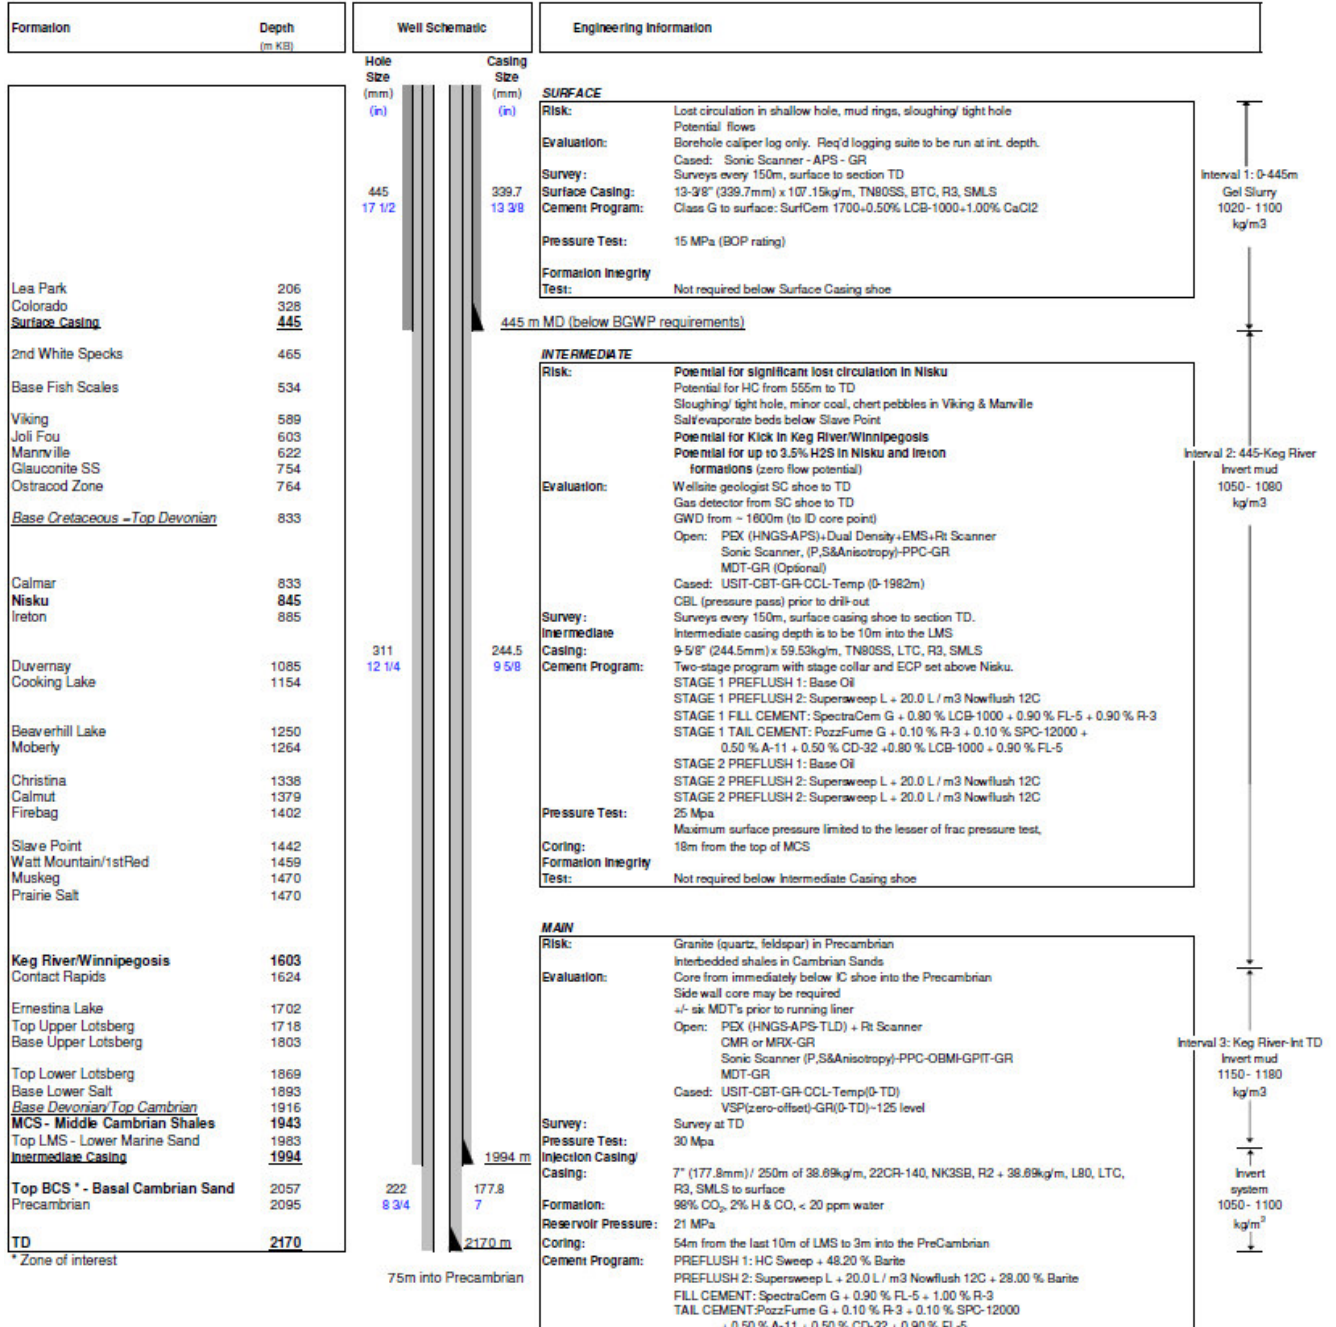 Formation Depth
(m KB)
Well Schematic
Engineering Information
Hole Size (mm) (in)
Casing Size (mm) (in)
445 339.7
17 1/2 13 3/8
Lea Park 206
Colorado 328
Surface Casing 445
2nd White Specks 465
Base Fish Scales 534
Viking 589
Joli Fou 603
Mannville 622
Glauconite SS 754
Ostracod Zone 764
Base Cretaceous =Top Devonian 833
Calmar 833
Nisku 845
Ireton 885
Duvernay 1085
Cooking Lake 1154
Beaverhill Lake 1250
Moberly 1264
Christina 1338
Calmut 1379
Firebag 1402
Slave Point 1442
Watt Mountain/1stRed 1459
Muskeg 1470
Prairie Salt 1470
Keg River/Winnipegosis 1603
Contact Rapids 1624
Ernestina Lake 1702
Top Upper Lotsberg 1718
Base Upper Lotsberg 1803
Top Lower Lotsberg 1869
Base Lower Salt 1893
Base Devonian/Top Cambrian 1916
MCS - Middle Cambrian Shales 1943
Top LMS - Lower Marine Sand 1983
Intermediate Casing 1994
Top BCS * - Basal Cambrian Sand 2057
Precambrian 2095
TD 2170
* Zone of interest
445 m MD (below BGWP requirements)
311 244.5
12 1/4 9 5/8
1994 m
222 177.8
8 3/4 7
2170 m
75m into Precambrian
SURFACE
Risk: Lost circulation in shallow hole, mud rings, sloughing/ tight hole
Potential flows
Evaluation: Borehole caliper log only. Req'd logging suite to be run at int. depth.
Cased: Sonic Scanner - APS - GR
Survey: Surveys every 150m, surface to section TD
Surface Casing: 13-3/8" (339.7mm) x 107.15kg/m, TN80SS, BTC, R3, SMLS
Cement Program: Class G to surface: SurfCem 1700+0.50% LCB-1000+1.00% CaCl2
Pressure Test: 15 MPa (BOP rating)
Formation Integrity
Test: Not required below Surface Casing shoe
INTERMEDIATE
Risk: Potential for significant lost circulation in Nisku
Potential for HC from 555m to TD
Sloughing/ tight hole, minor coal, chert pebbles in Viking & Manville
Salt/evaporate beds below Slave Point
Potential for Kick in Keg River/Winnipegosis
Potential for up to 3.5% H2S in Nisku and Ireton
formations (zero flow potential)
Evaluation: Wellsite geologist SC shoe to TD
Gas detector from SC shoe to TD
GWD from ~ 1600m (to ID core point)
Open: PEX (HNGS-APS)+Dual Density+EMS+Rt Scanner
Sonic Scanner, (P,S&Anisotropy)-PPC-GR
MDT-GR (Optional)
Cased: USIT-CBT-GR-CCL-Temp (0-1982m)
CBL (pressure pass) prior to drill-out
Survey: Surveys every 150m, surface casing shoe to section TD.
Intermediate Intermediate casing depth is to be 10m into the LMS
Casing: 9-5/8" (244.5mm) x 59.53kg/m, TN80SS, LTC, R3, SMLS
Cement Program: Two-stage program with stage collar and ECP set above Nisku.
STAGE 1 PREFLUSH 1: Base Oil
STAGE 1 PREFLUSH 2: Supersweep L + 20.0 L / m3 Nowflush 12C
STAGE 1 FILL CEMENT: SpectraCem G + 0.80 % LCB-1000 + 0.90 % FL-5 + 0.90 % R-3
STAGE 1 TAIL CEMENT: PozzFume G + 0.10 % R-3 + 0.10 % SPC-12000 +
0.50 % A-11 + 0.50 % CD-32 +0.80 % LCB-1000 + 0.90 % FL-5
STAGE 2 PREFLUSH 1: Base Oil
STAGE 2 PREFLUSH 2: Supersweep L + 20.0 L / m3 Nowflush 12C
STAGE 2 PREFLUSH 2: Supersweep L + 20.0 L / m3 Nowflush 12C
Pressure Test: 25 Mpa
Maximum surface pressure limited to the lesser of frac pressure test,
Coring: 18m from the top of MCS
Formation Integrity
Test: Not required below Intermediate Casing shoe
MAIN
Risk: Granite (quartz, feldspar) in Precambrian
Interbedded shales in Cambrian Sands
Evaluation: Core from immediately below IC shoe into the Precambrian
Side wall core may be required
+/- six MDT's prior to running liner
Open: PEX (HNGS-APS-TLD) + Rt Scanner
CMR or MRX-GR
Sonic Scanner (P,S&Anisotropy)-PPC-OBMI-GPIT-GR
MDT-GR
Cased: USIT-CBT-GR-CCL-Temp(0-TD)
VSP(zero-offset)-GR(0-TD)~125 level
Survey: Survey at TD
Pressure Test: 30 Mpa
Injection Casing/
Casing: 7" (177.8mm) / 250m of 38.69kg/m, 22CR-140, NK3SB, R2 + 38.69kg/m, L80, LTC,
R3, SMLS to surface
Formation: 98% CO2, 2% H & CO, < 20 ppm water
Reservoir Pressure: 21 MPa
Coring: 54m from the last 10m of LMS to 3m into the PreCambrian
Cement Program: PREFLUSH 1: HC Sweep + 48.20 % Barite
PREFLUSH 2: Supersweep L + 20.0 L / m3 Nowflush 12C + 28.00 % Barite
FILL CEMENT: SpectraCem G + 0.90 % FL-5 + 1.00 % R-3
TAIL CEMENT:PozzFume G + 0.10 % R-3 + 0.10 % SPC-12000
+ 0.50 % A-11 + 0.50 % CD-32 + 0.90 % FL-5
Interval 1: 0-445m
Gel Slurry
1020 - 1100
kg/m3
Interval 2: 445-Keg River
Invert mud
1050 - 1080
kg/m3
Interval 3: Keg River-Int TD
Invert mud
1150 - 1180
kg/m3
Invert
system
1050 - 1100
kg/m3